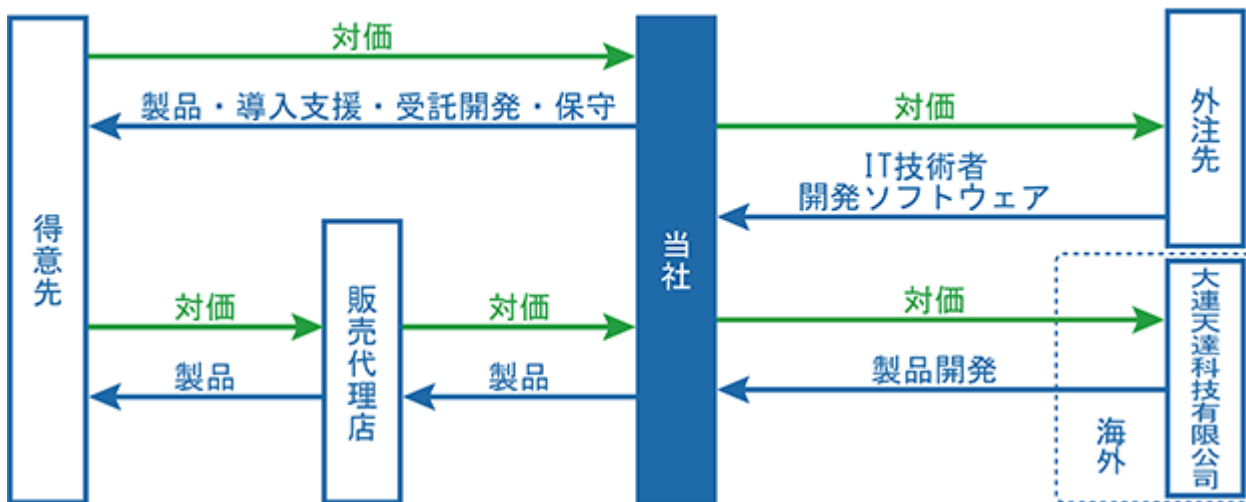 対価
製品・導入支援・受託開発・保守
得意先
対価
製品
販売代理店
対価
製品
当社
対価
IT技術者
開発ソフトウェア
外注先
対価
製品開発
大連天達科技有限公司
海外